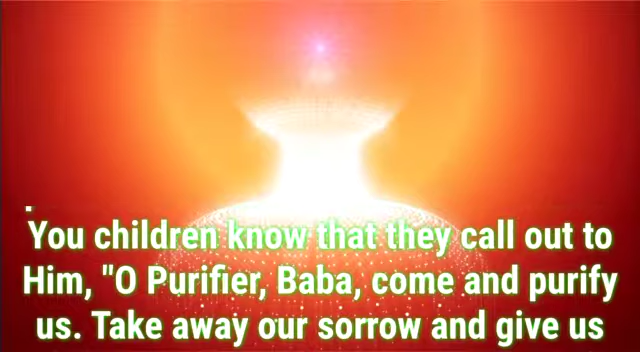 .
You children know that they call out to
Him, "O Purifier, Baba, come and purify
us. Take away our sorrow and give us